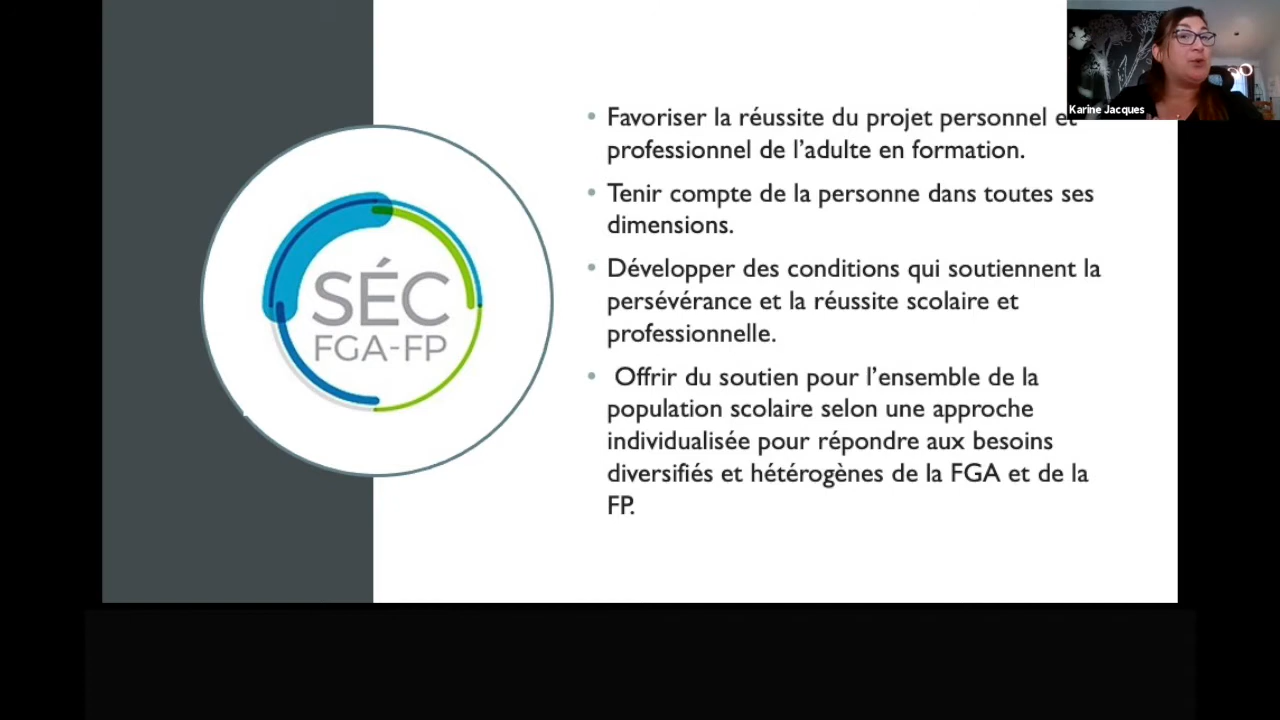 Karine Jacques
• Favoriser la réussite du projet personnel et
professionnel de l’adulte en formation.
• Tenir compte de la personne dans toutes ses
dimensions.
• Développer des conditions qui soutiennent la
persévérance et la réussite scolaire et
professionnelle.
• Offrir du soutien pour l’ensemble de la
population scolaire selon une approche
individualisée pour répondre aux besoins
diversifiés et hétérogènes de la FGA et de la
FP.
SÉC
FGA-FP